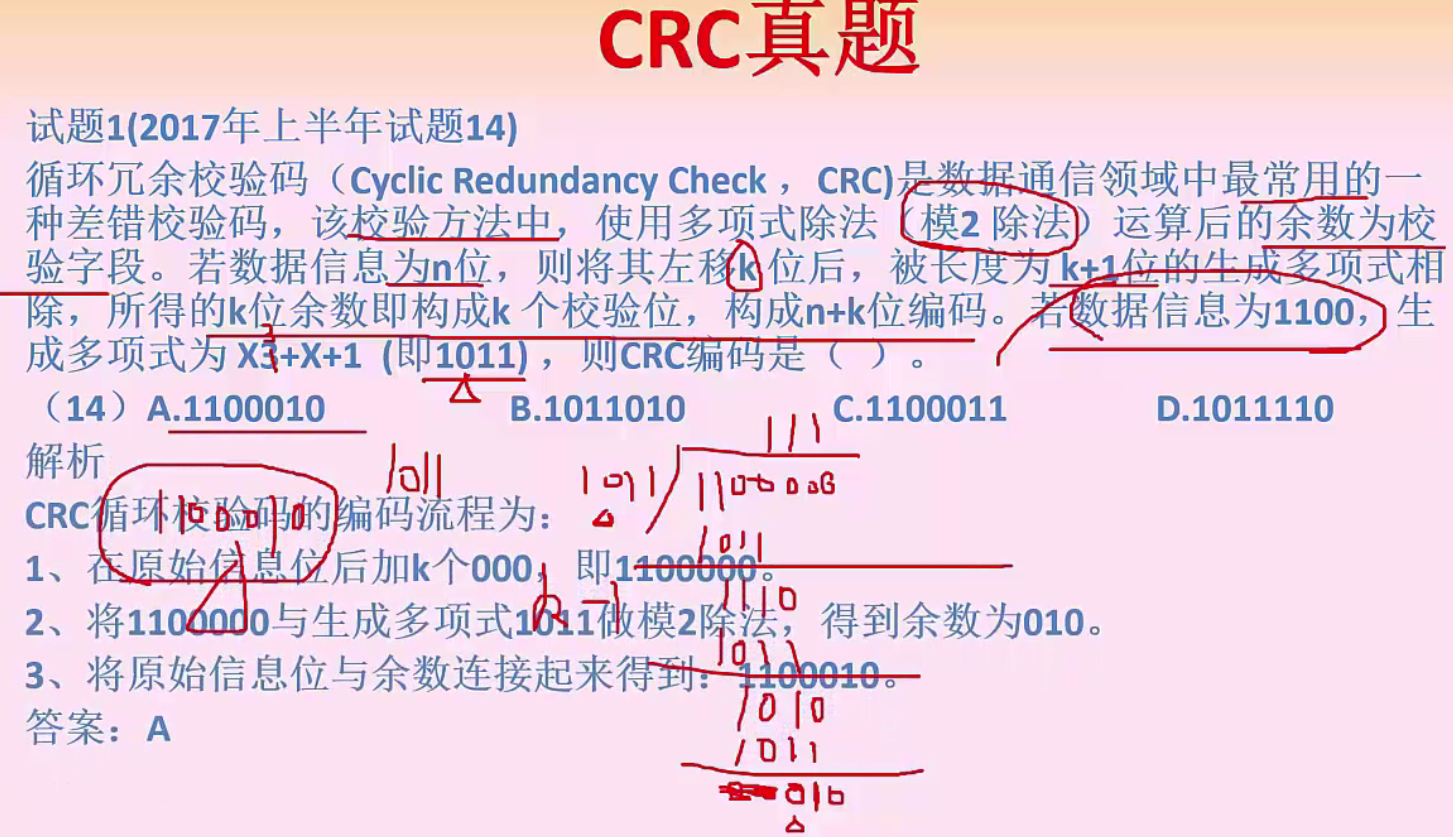 CRC真题
试题1(2017年上半年试题14)
循环冗余校验码（Cyclic Redundancy Check ，CRC)是数据通信领域中最常用的一
种差错校验码，该校验方法中，使用多项式除法（模2 除法）运算后的余数为校
验字段。若数据信息为n位，则将其左移k 位后，被长度为 k+1位的生成多项式相
除，所得的k位余数即构成k 个校验位，构成n+k位编码。若数据信息为1100，生
成多项式为 X3+X+1 (即1011) ，则CRC编码是（ ）。
（14）A.1100010 B.1011010 C.1100011 D.1011110
111
解析
1011
1011 1100000
CRC循环校验码的编码流程为：
1100010
1011
1、在原始信息位后加k个000，即1100000。
1110
2、将1100000与生成多项式1011做模2除法，得到余数为010。
1011
3、将原始信息位与余数连接起来得到：1100010。
1010
答案：A
1011
010